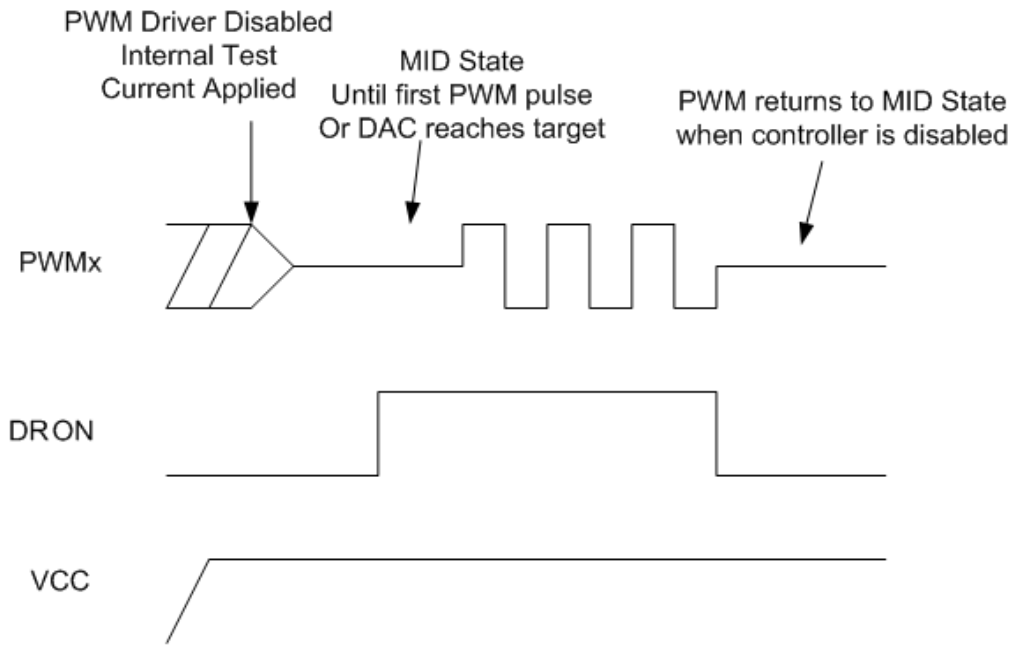 PWM Driver Disabled
Internal Test
Current Applied
MID State
Until first PWM pulse
Or DAC reaches target
PWM returns to MID State
when controller is disabled
PWMx
DRON
VCC